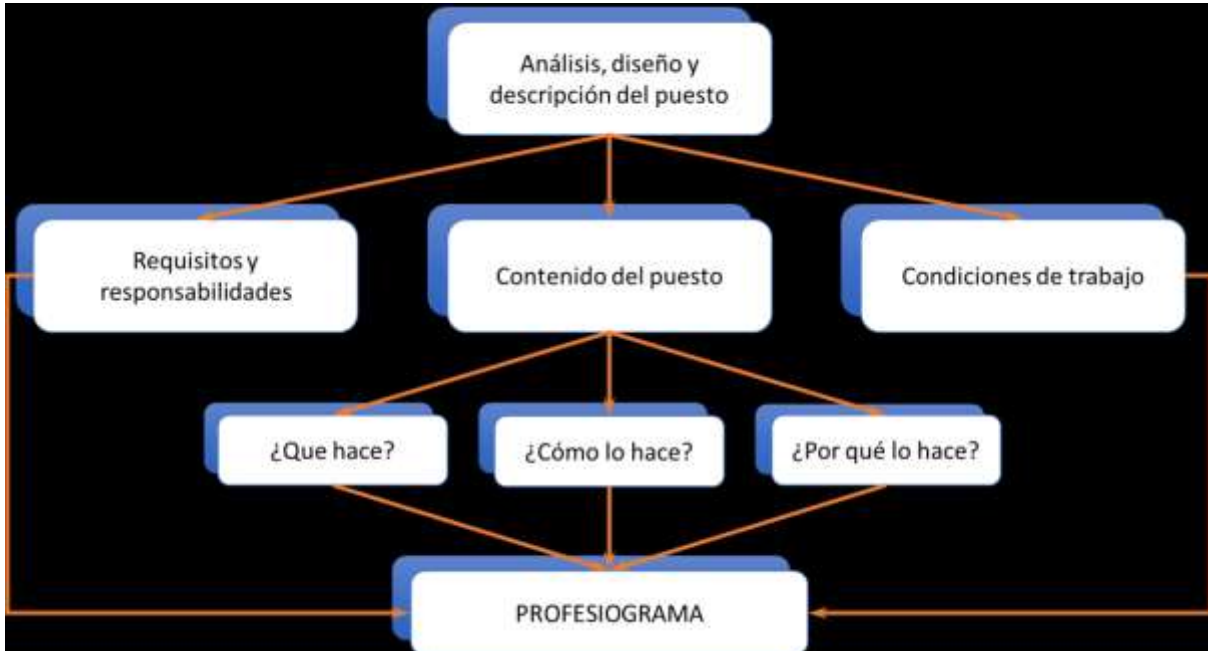 Análisis, diseño y
descripción del puesto
Requisitos y
responsabilidades
Contenido del puesto
Condiciones de trabajo
¿Que hace?
¿Cómo lo hace?
¿Por qué lo hace?
PROFESIOGRAMA